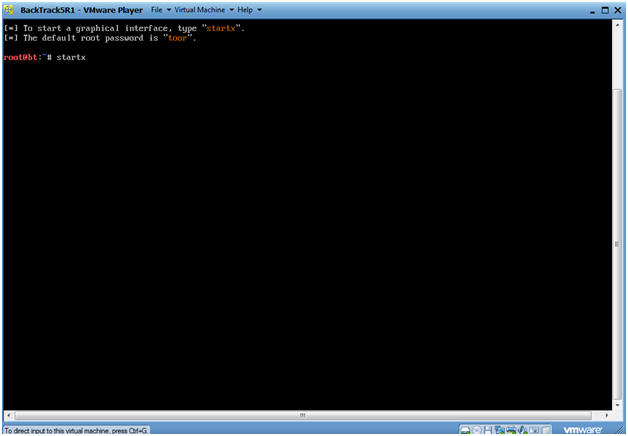 BackTrack5R1 - VMware Player File Virtual Machine Help
[*] To start a graphical interface, type "startx".
[*] The default root password is "toor".
root@bt:~# startx
To direct input to this virtual machine, press Ctrl+G.
vmware